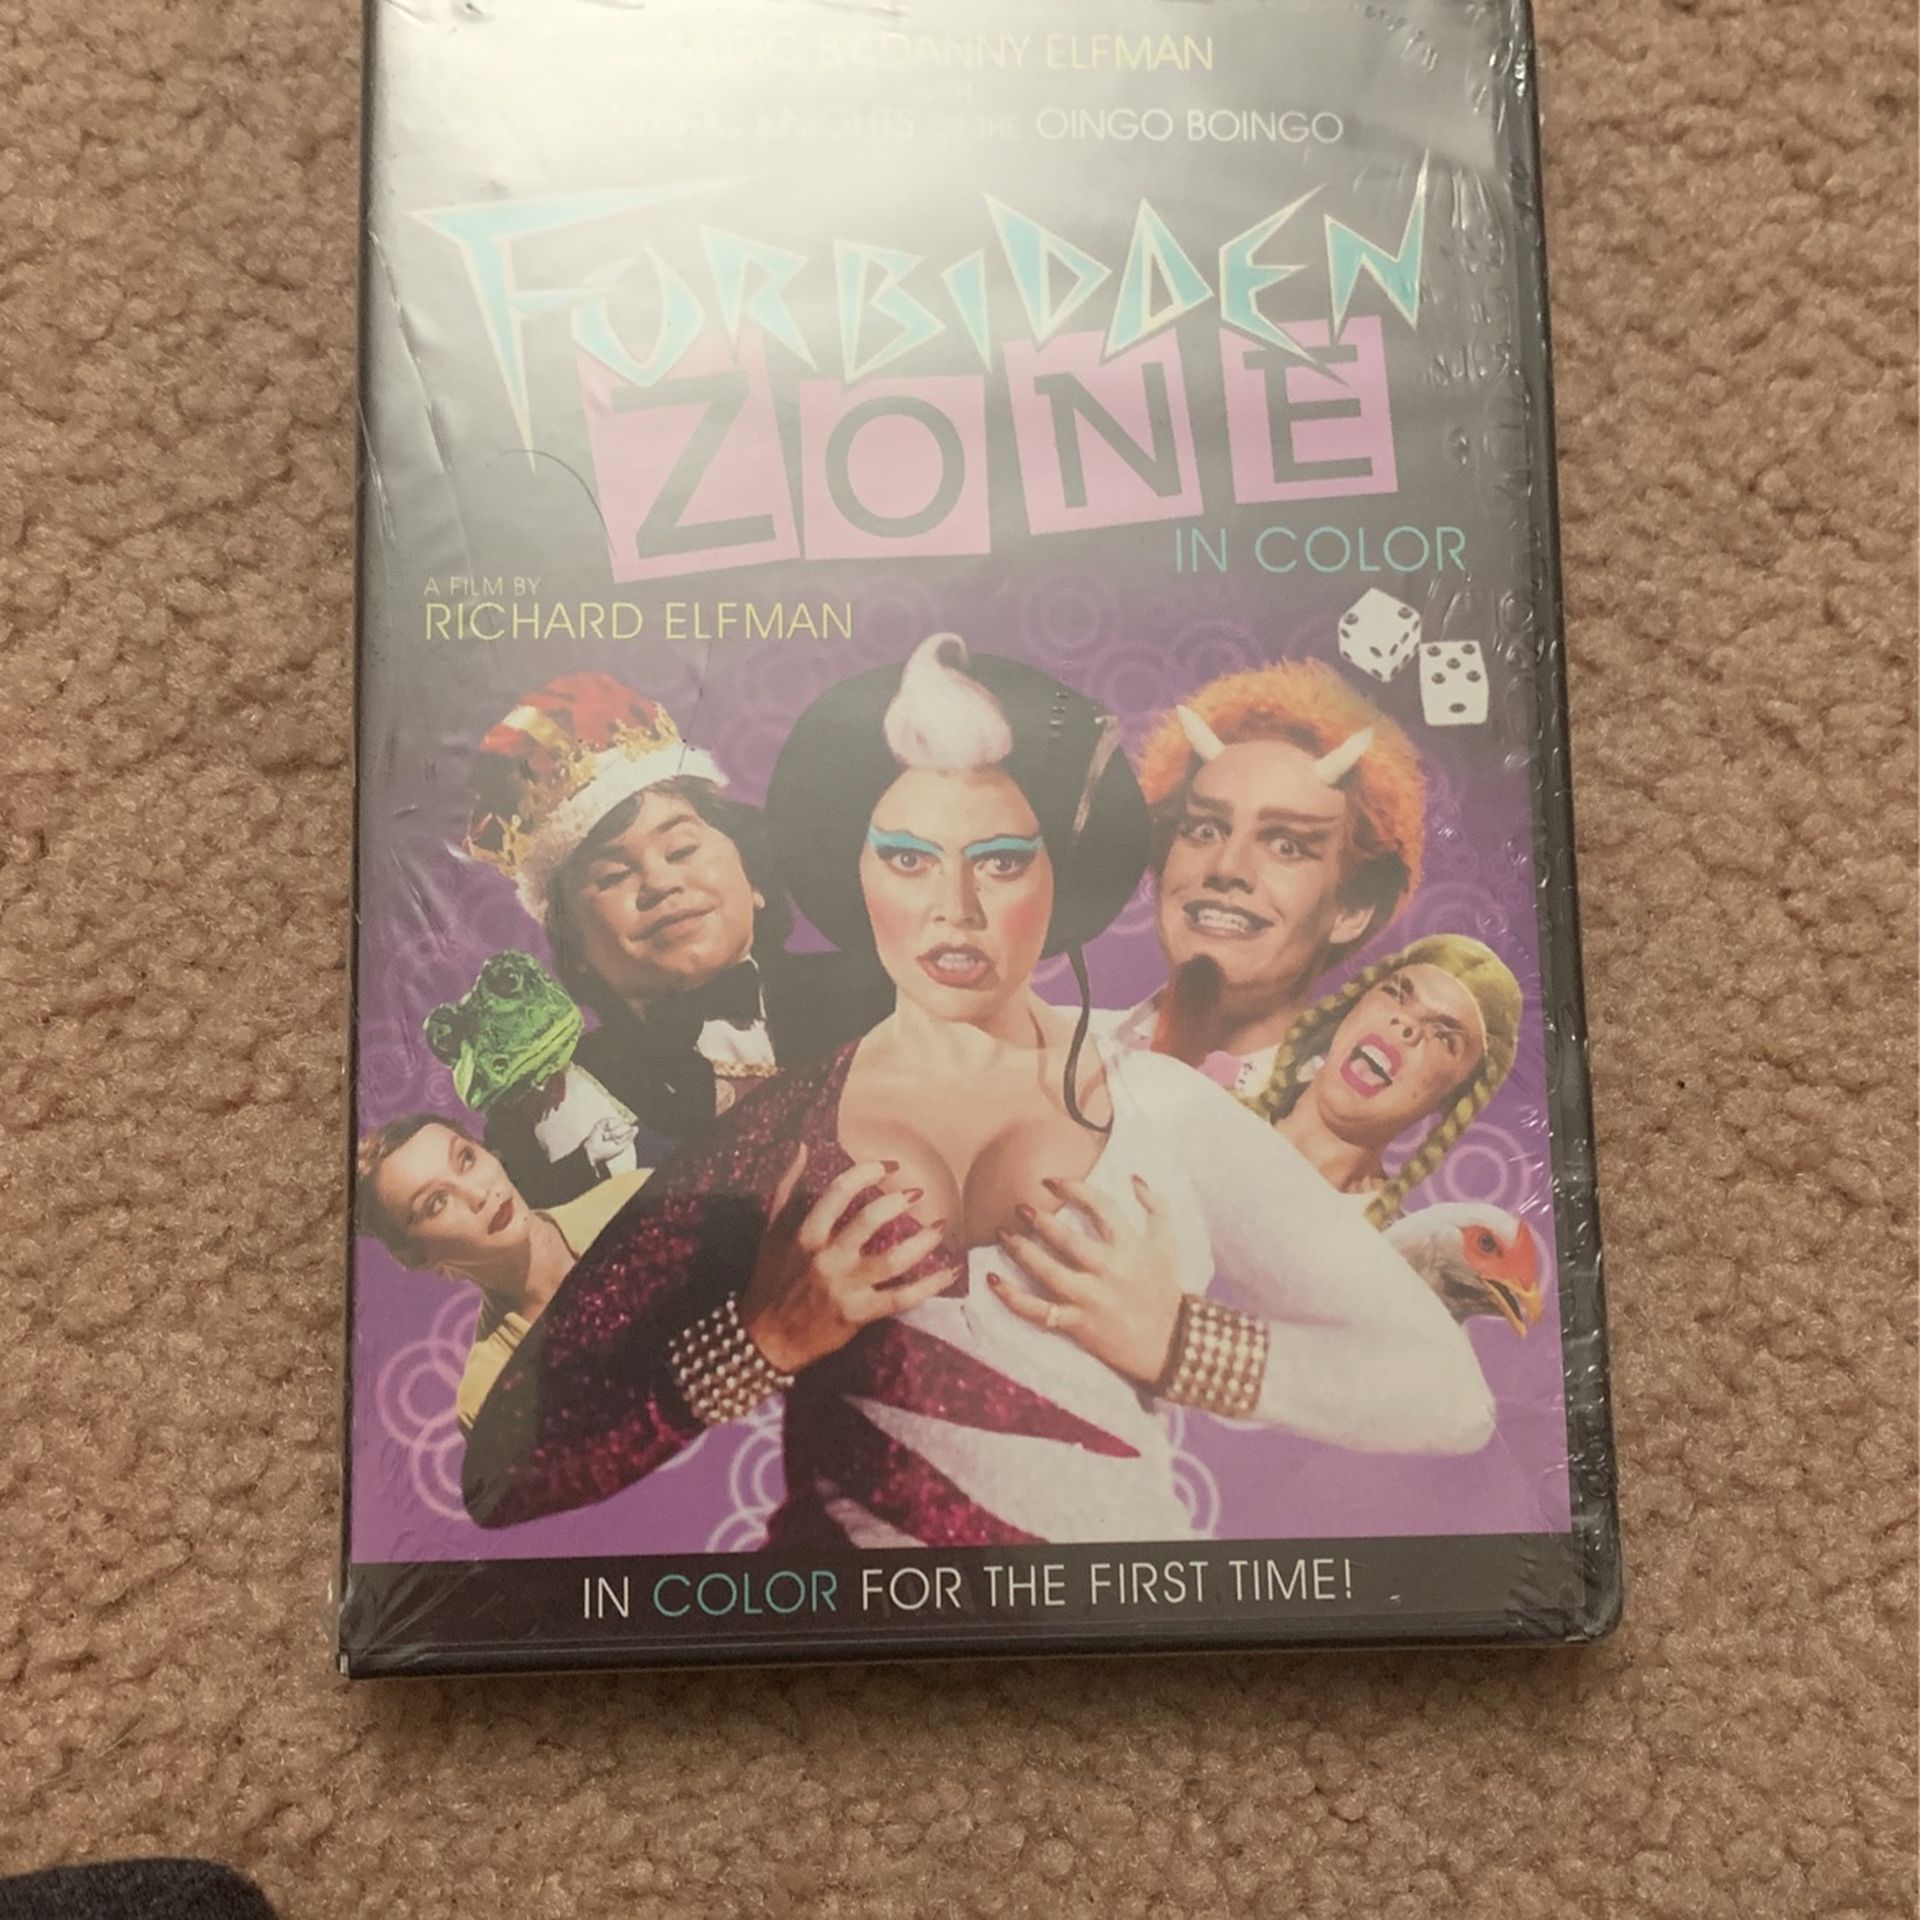 MUSIC BY DANNY ELFMAN
WITH
MYSTIC KNIGHTS OF THE OINGO BOINGO
FORBIDDEN
ZONE
IN COLOR
A FILM BY
RICHARD ELFMAN
IN COLOR FOR THE FIRST TIME!